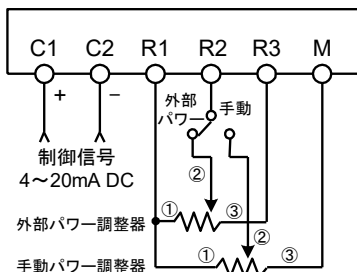 C1 C2 R1 R2 R3 M
+ −
外部
パワー
手動
制御信号
4～20mA DC
②
外部パワー調整器
① ③
②
手動パワー調整器
① ③